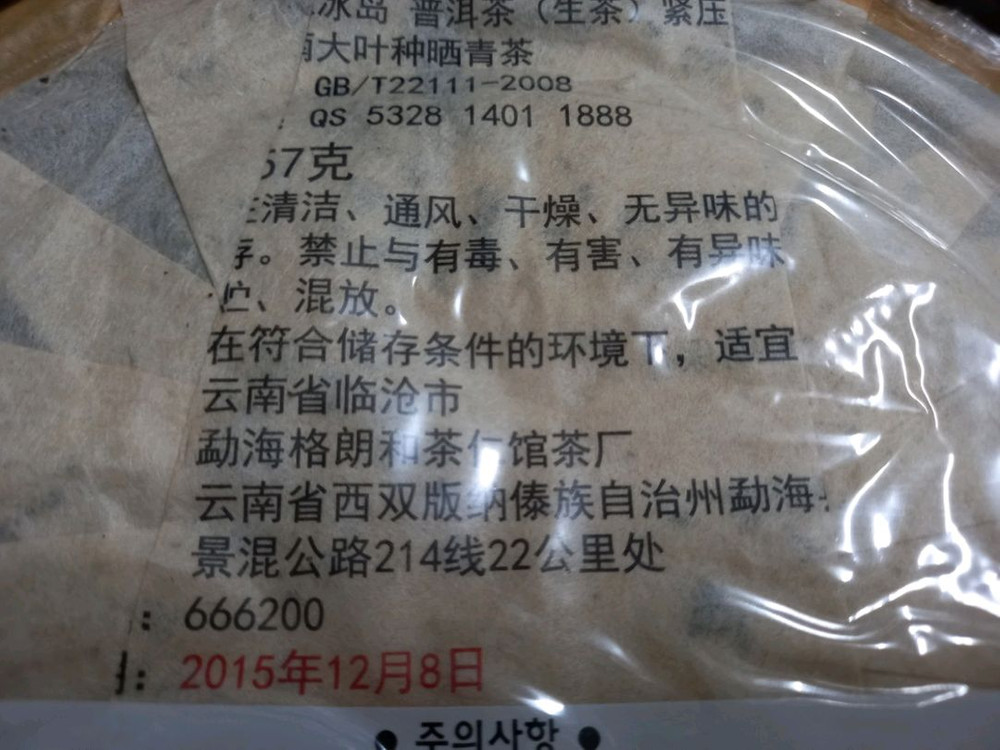 冰岛 普洱茶（生茶）紧压
大叶种晒青茶
GB/T22111-2008
: QS 5328 1401 1888
57克
清洁、通风、干燥、无异味的
存。禁止与有毒、有害、有异味
、混放。
在符合储存条件的环境下，适宜
云南省临沧市
勐海格朗和茶仁馆茶厂
云南省西双版纳傣族自治州勐海
景混公路214线22公里处
: 666200
: 2015年12月8日
● 주의사항 ●